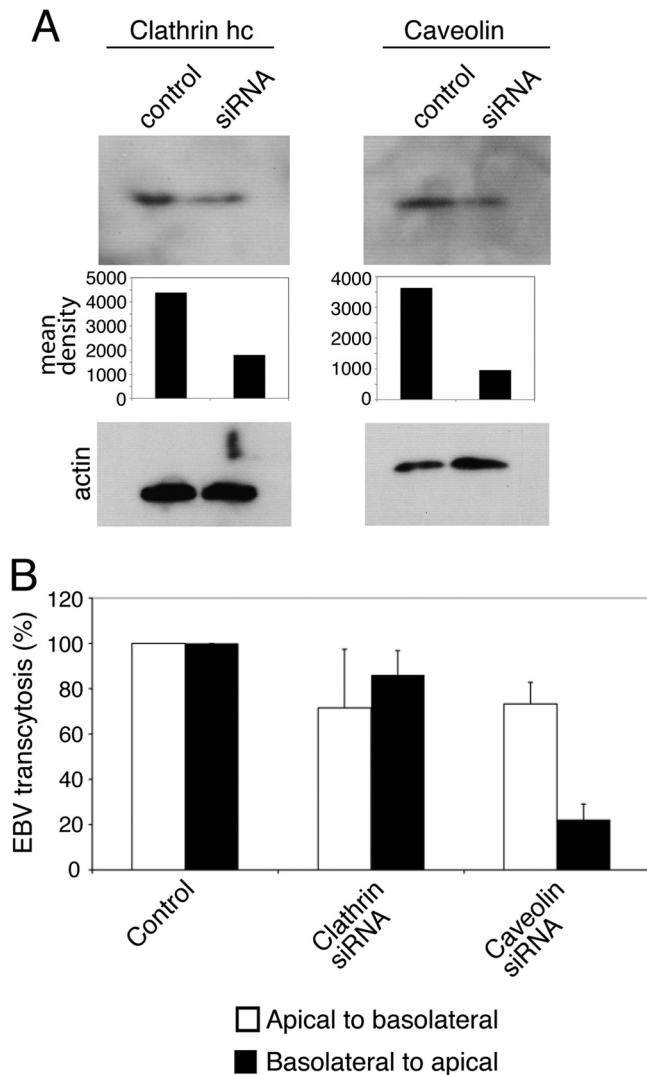 A
Clathrin hc
Caveolin
control
siRNA
control
siRNA
mean
density
5000
4000
3000
2000
1000
0
4000
3000
2000
1000
0
actin
B
EBV transcytosis (%)
120
100
80
60
40
20
0
Control
Clathrin
siRNA
Caveolin
siRNA
Apical to basolateral
Basolateral to apical